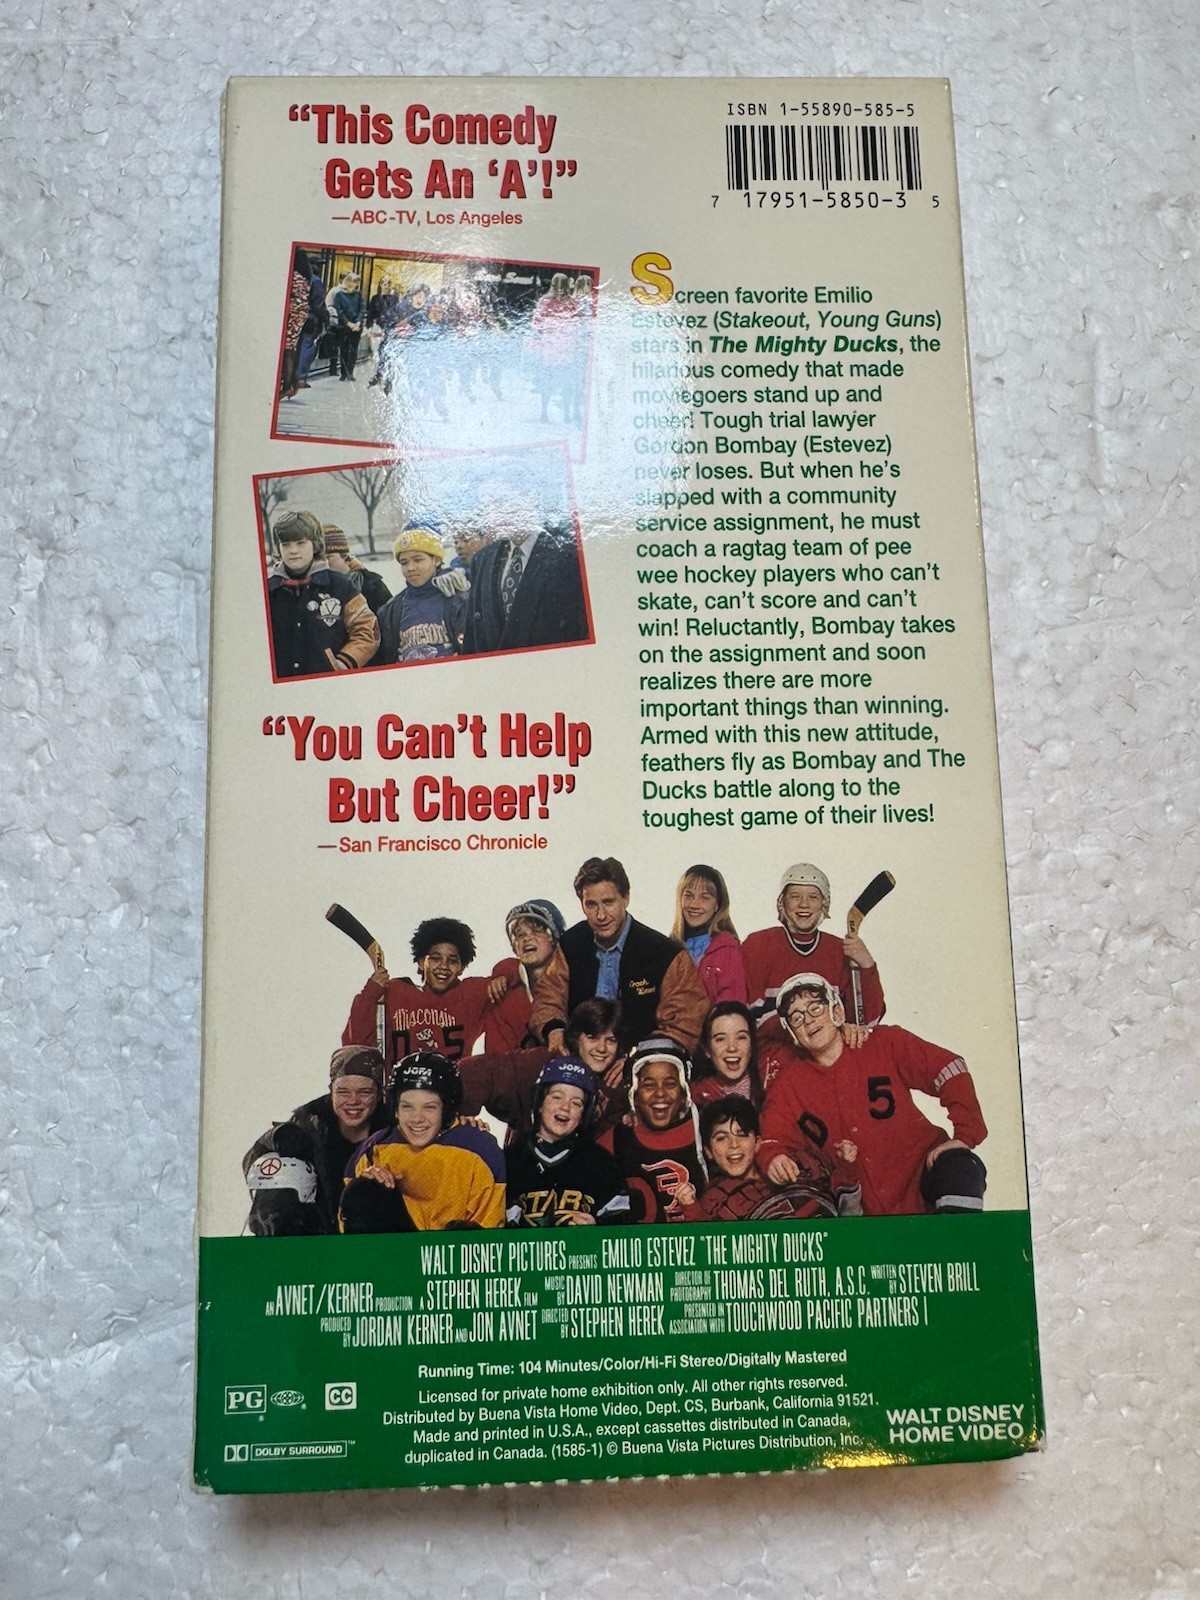 “This Comedy
Gets An ‘A’!”
—ABC-TV, Los Angeles
ISBN 1-55890-585-5
7 17951-5850-3 5
Screen favorite Emilio
Estevez (Stakeout, Young Guns)
stars in The Mighty Ducks, the
hilarious comedy that made
moviegoers stand up and
cheer! Tough trial lawyer
Gordon Bombay (Estevez)
never loses. But when he's
slapped with a community
service assignment, he must
coach a ragtag team of pee
wee hockey players who can't
skate, can't score and can't
win! Reluctantly, Bombay takes
on the assignment and soon
realizes there are more
important things than winning.
Armed with this new attitude,
feathers fly as Bombay and The
Ducks battle along to the
toughest game of their lives!
“You Can't Help
But Cheer!”
—San Francisco Chronicle
Coach
Wisconsin
05
JOFA
JOFA
5
0
STARS
WALT DISNEY PICTURES PRESENTS EMILIO ESTEVEZ "THE MIGHTY DUCKS"
AN AVNET/KERNER PRODUCTION A STEPHEN HEREK FILM MUSIC BY DAVID NEWMAN DIRECTOR OF PHOTOGRAPHY THOMAS DEL RUTH, A.S.C. WRITTEN BY STEVEN BRILL
PRODUCED BY JORDAN KERNER AND JON AVNET DIRECTED BY STEPHEN HEREK PRESENTED IN ASSOCIATION WITH TOUCHWOOD PACIFIC PARTNERS I
Running Time: 104 Minutes/Color/Hi-Fi Stereo/Digitally Mastered
Licensed for private home exhibition only. All other rights reserved.
Distributed by Buena Vista Home Video, Dept. CS, Burbank, California 91521.
Made and printed in U.S.A., except cassettes distributed in Canada,
duplicated in Canada. (1585-1) © Buena Vista Pictures Distribution, Inc.
PG
CC
DOLBY SURROUND™
WALT DISNEY
HOME VIDEO